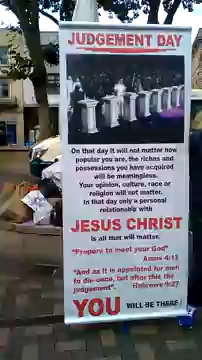 JUDGEMENT DAY
On that day it will not matter how
popular you are, the riches and
possessions you have acquired
will be meaningless.
Your opinion, culture, race or
religion will not matter.
In that day only a personal
relationship with
JESUS CHRIST
is all that will matter.
"Prepare to meet your God"
Amos 4:12
"And as it is appointed for men
to die once, but after this the
judgement". Hebrews 9:27
YOU WILL BE THERE!